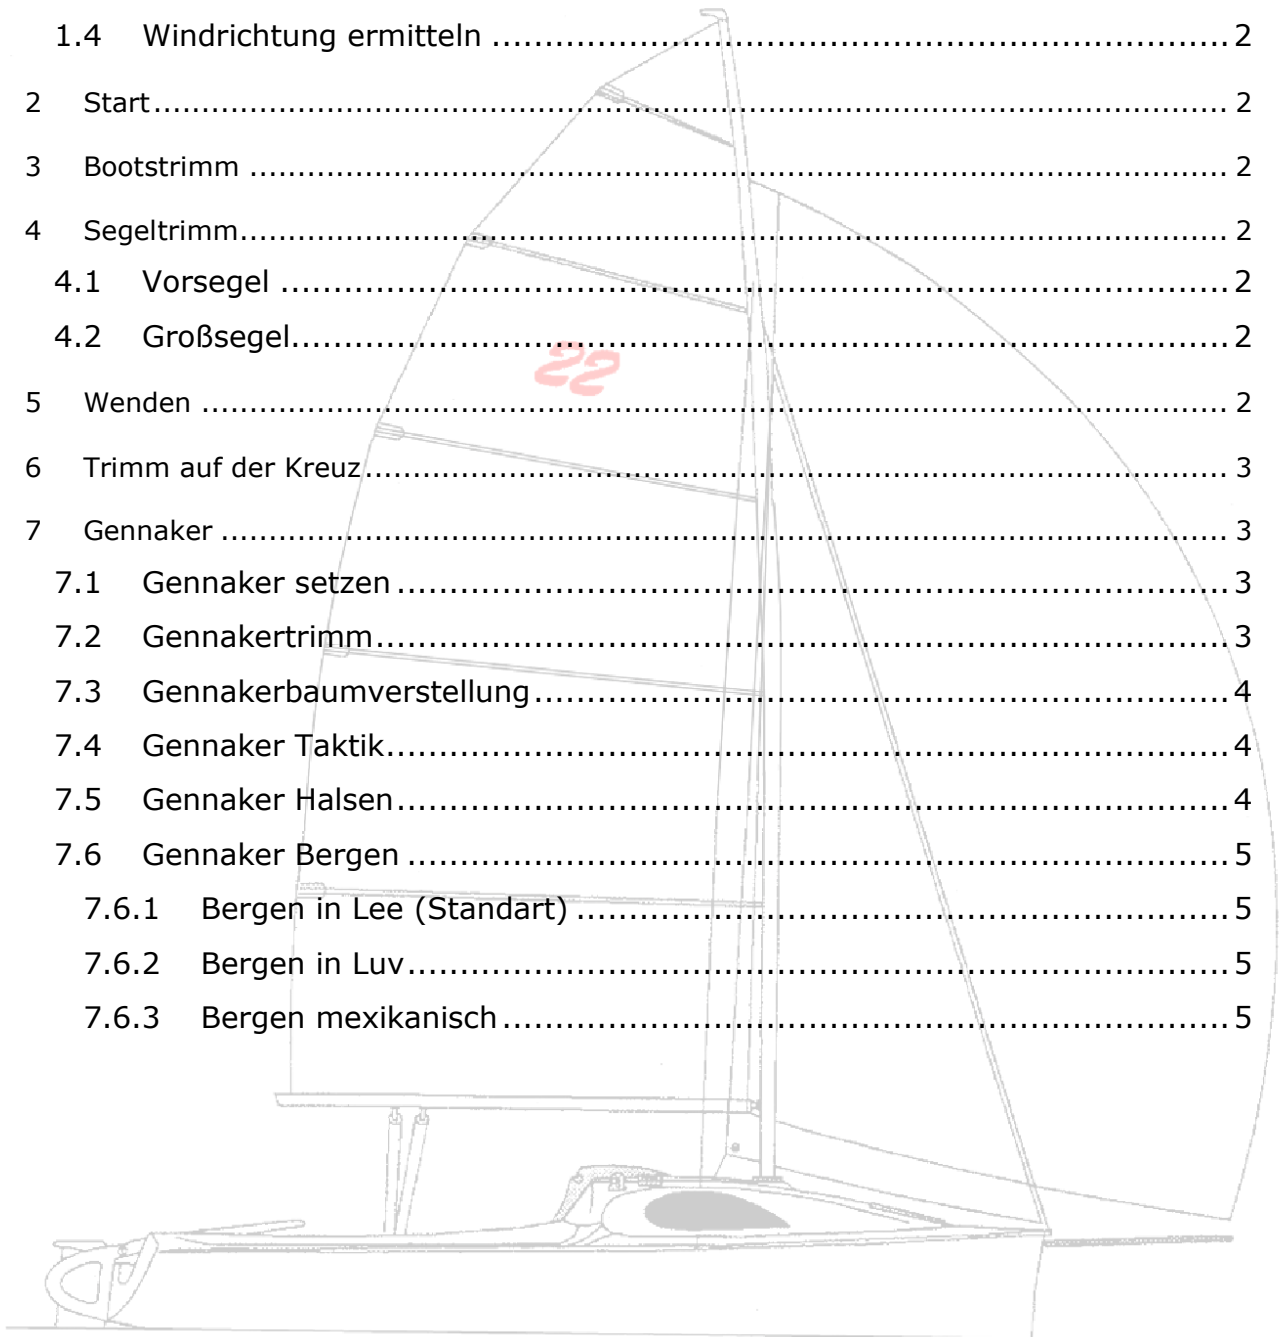 1.4 Windrichtung ermitteln ........................................................ 2
2 Start ........................................................ 2
3 Bootstrimm ........................................................ 2
4 Segeltrimm ........................................................ 2
4.1 Vorsegel ........................................................ 2
4.2 Großsegel ........................................................ 2
22
5 Wenden ........................................................ 2
6 Trimm auf der Kreuz ........................................................ 3
7 Gennaker ........................................................ 3
7.1 Gennaker setzen ........................................................ 3
7.2 Gennakertrimm ........................................................ 3
7.3 Gennakerbaumverstellung ........................................................ 4
7.4 Gennaker Taktik ........................................................ 4
7.5 Gennaker Halsen ........................................................ 4
7.6 Gennaker Bergen ........................................................ 5
7.6.1 Bergen in Lee (Standart) ........................................................ 5
7.6.2 Bergen in Luv ........................................................ 5
7.6.3 Bergen mexikanisch ........................................................ 5